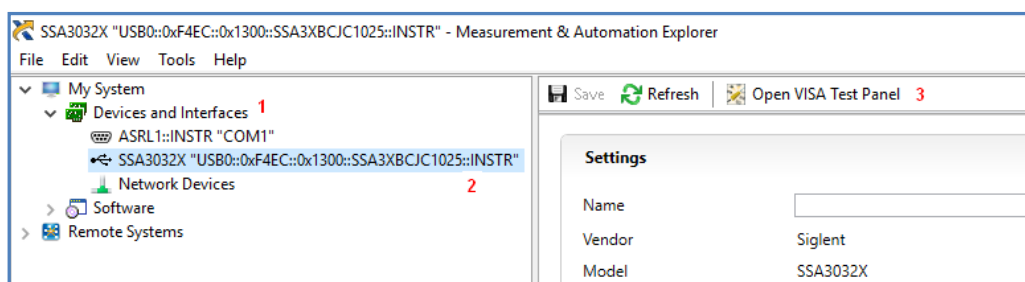 SSA3032X "USB0::0xF4EC::0x1300::SSA3XBCJC1025::INSTR" - Measurement & Automation Explorer
File Edit View Tools Help
My System
Devices and Interfaces 1
ASRL1::INSTR "COM1"
SSA3032X "USB0::0xF4EC::0x1300::SSA3XBCJC1025::INSTR"
Network Devices 2
Software
Remote Systems
Save Refresh Open VISA Test Panel 3
Settings
Name
Vendor Siglent
Model SSA3032X